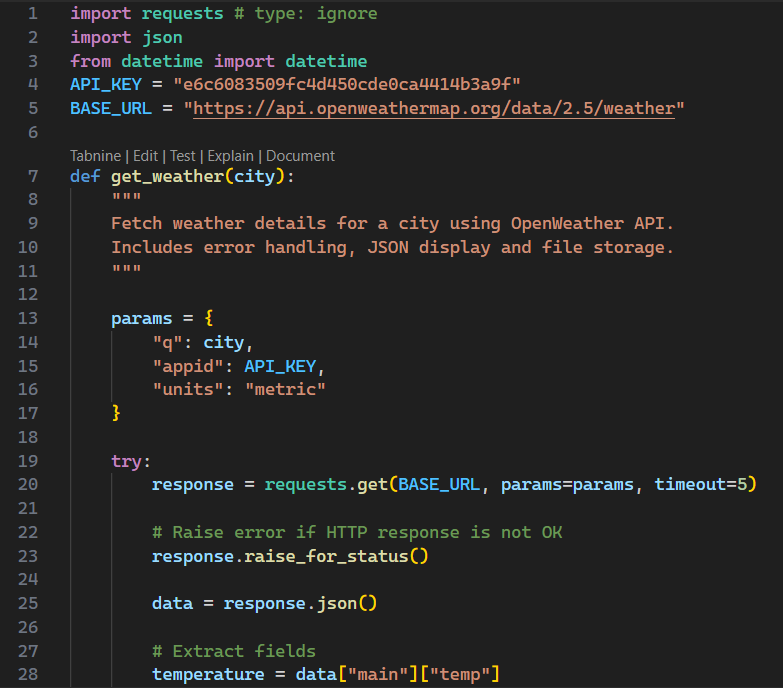 1 import requests # type: ignore
2 import json
3 from datetime import datetime
4 API_KEY = "e6c6083509fc4d450cde0ca4414b3a9f"
5 BASE_URL = "https://api.openweathermap.org/data/2.5/weather"
6
Tabnine | Edit | Test | Explain | Document
7 def get_weather(city):
8     """
9     Fetch weather details for a city using OpenWeather API.
10     Includes error handling, JSON display and file storage.
11     """
12
13     params = {
14         "q": city,
15         "appid": API_KEY,
16         "units": "metric"
17     }
18
19     try:
20         response = requests.get(BASE_URL, params=params, timeout=5)
21
22         # Raise error if HTTP response is not OK
23         response.raise_for_status()
24
25         data = response.json()
26
27         # Extract fields
28         temperature = data["main"]["temp"]